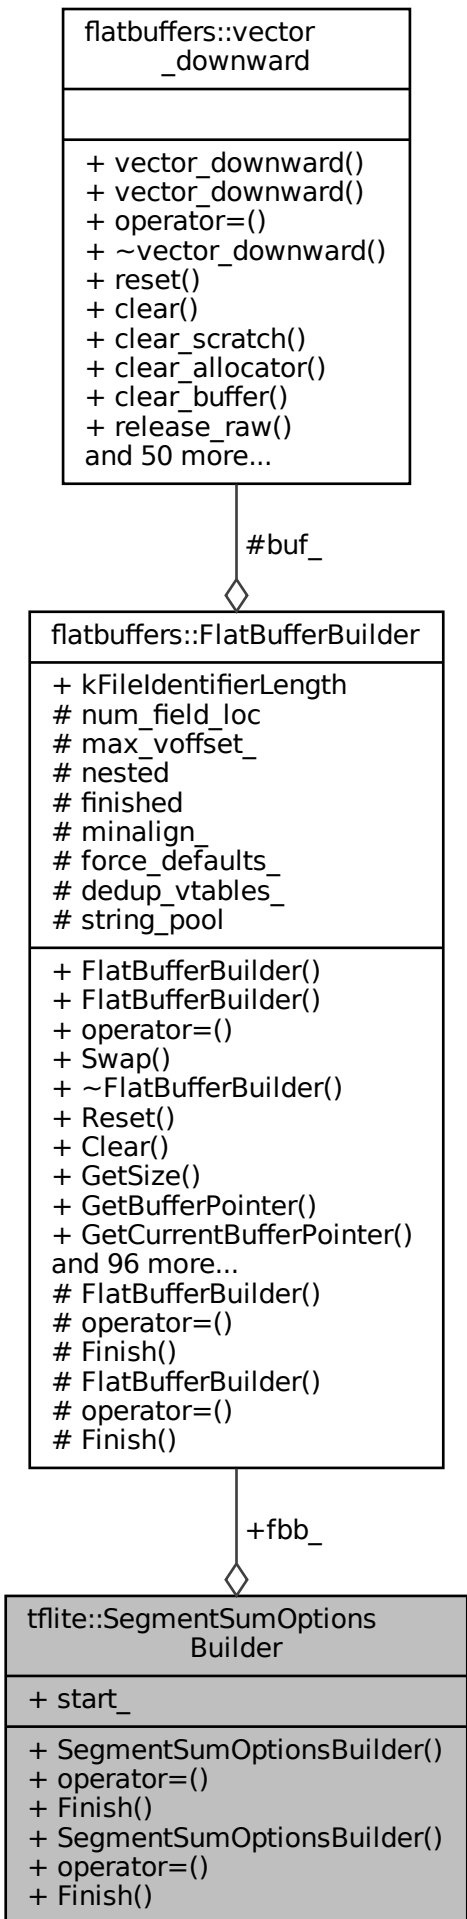 flatbuffers::vector
_downward
+ vector_downward()
+ vector_downward()
+ operator=()
+ ~vector_downward()
+ reset()
+ clear()
+ clear_scratch()
+ clear_allocator()
+ clear_buffer()
+ release_raw()
and 50 more...
#buf_
flatbuffers::FlatBufferBuilder
+ kFileIdentifierLength
# num_field_loc
# max_voffset_
# nested
# finished
# minalign_
# force_defaults_
# dedup_vtables_
# string_pool
+ FlatBufferBuilder()
+ FlatBufferBuilder()
+ operator=()
+ Swap()
+ ~FlatBufferBuilder()
+ Reset()
+ Clear()
+ GetSize()
+ GetBufferPointer()
+ GetCurrentBufferPointer()
and 96 more...
# FlatBufferBuilder()
# operator=()
# Finish()
# FlatBufferBuilder()
# operator=()
# Finish()
+fbb_
tflite::SegmentSumOptions
Builder
+ start_
+ SegmentSumOptionsBuilder()
+ operator=()
+ Finish()
+ SegmentSumOptionsBuilder()
+ operator=()
+ Finish()